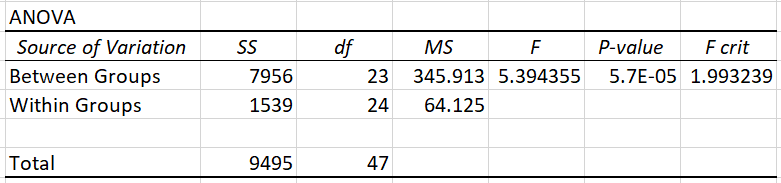 ANOVA
Source of Variation SS df MS F P-value F crit
Between Groups 7956 23 345.913 5.394355 5.7E-05 1.993239
Within Groups 1539 24 64.125
Total 9495 47